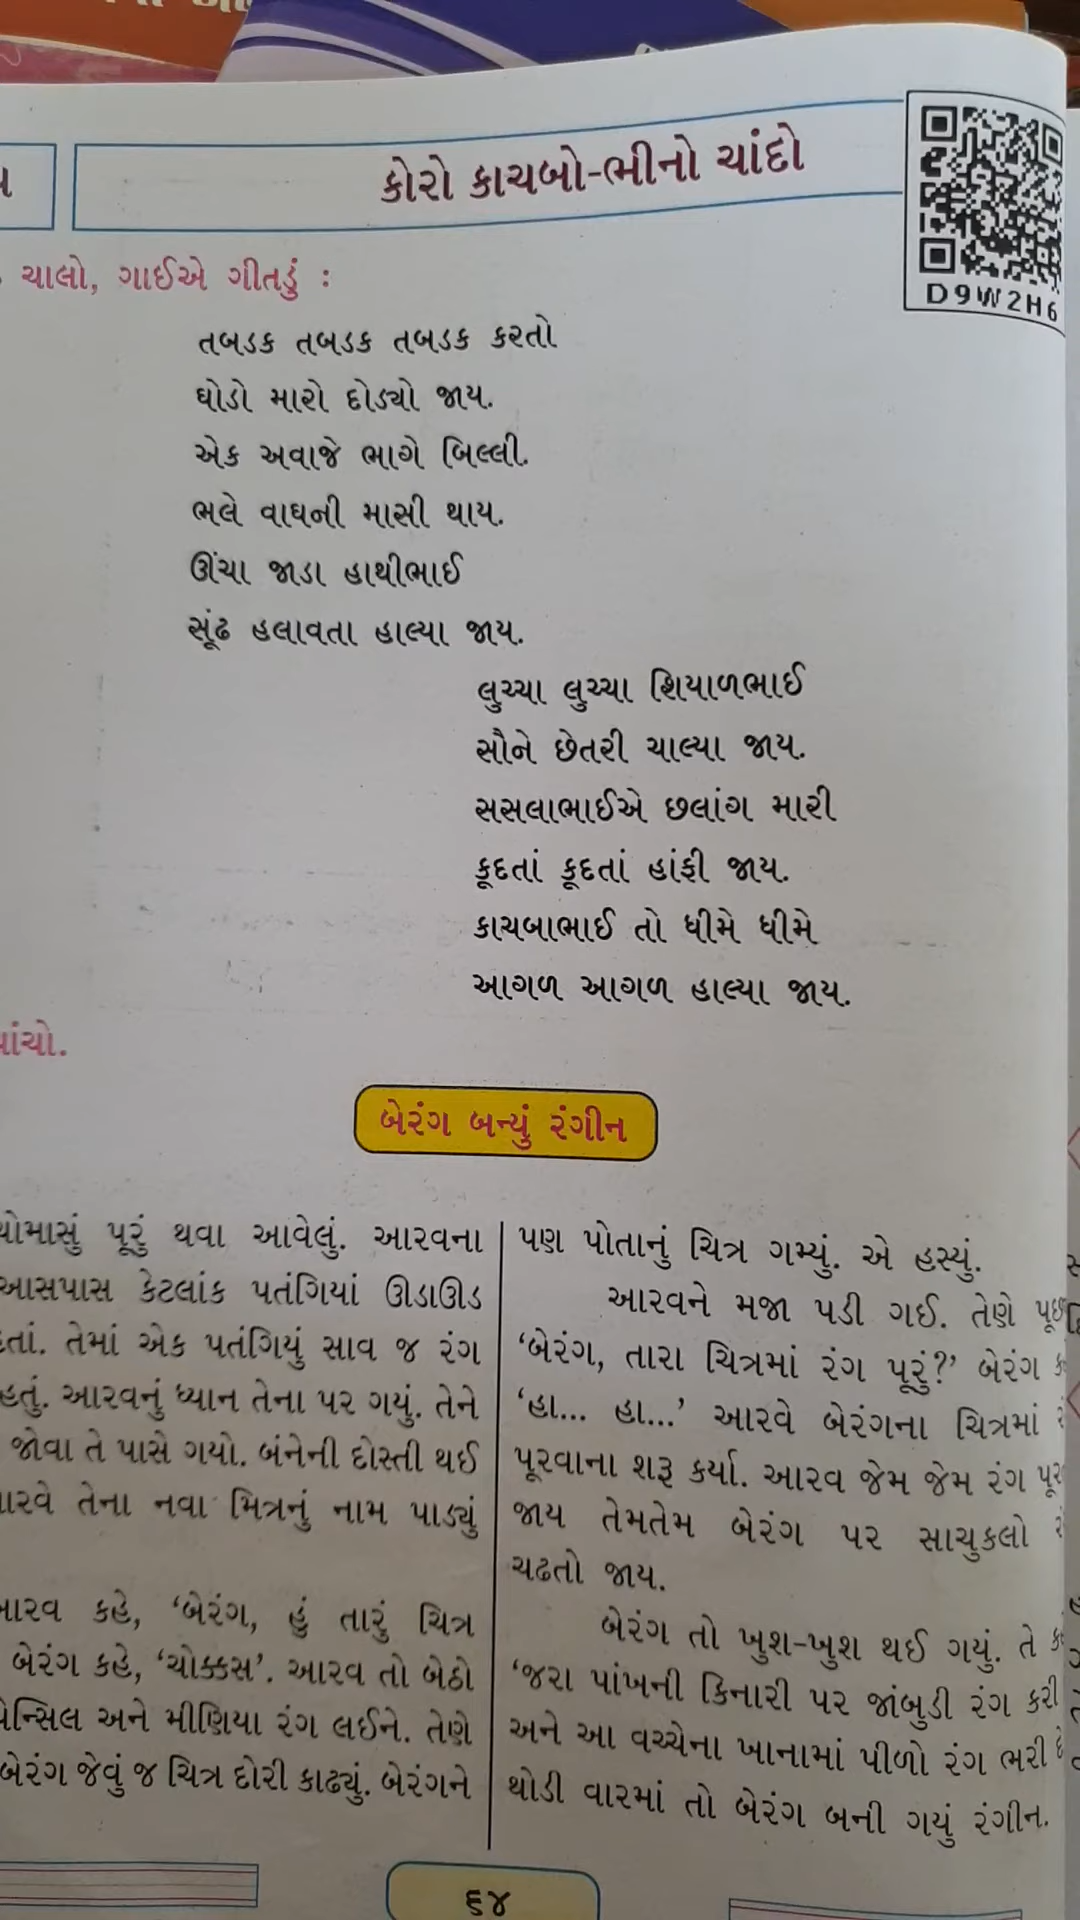 કોરો કાચબો-ભીનો ચાંદો
D9W2H6
ચાલો, ગાઈએ ગીતડું :
તબડક તબડક તબડક કરતો
ઘોડો મારો દોડ્યો જાય.
એક અવાજે ભાગે બિલ્લી.
ભલે વાઘની માસી થાય.
ઊંચા જાડા હાથીભાઈ
સૂંઢ હલાવતા હાલ્યા જાય.
લુચ્ચા લુચ્ચા શિયાળભાઈ
સૌને છેતરી ચાલ્યા જાય.
સસલાભાઈએ છલાંગ મારી
કૂદતાં કૂદતાં હાંફી જાય.
કાચબાભાઈ તો ધીમે ધીમે
આગળ આગળ હાલ્યા જાય.
બેરંગ બન્યું રંગીન
પૂરું થવા આવેલું. આરવના
આસપાસ કેટલાંક પતંગિયાં ઊડાઊડ
તેમાં એક પતંગિયું સાવ જ રંગ
હતું. આરવનું ધ્યાન તેના પર ગયું. તેને
જોવા તે પાસે ગયો. બંનેની દોસ્તી થઈ
તેના નવા મિત્રનું નામ પાડ્યું
કહે, ‘બેરંગ, હું તારું ચિત્ર
બેરંગ કહે, ‘ચોક્કસ’. આરવ તો બેઠો
અને મીણિયા રંગ લઈને. તેણે
બેરંગ જેવું જ ચિત્ર દોરી કાઢ્યું. બેરંગને
પણ પોતાનું ચિત્ર ગમ્યું. એ હસ્યું.
આરવને મજા પડી ગઈ. તેણે
‘બેરંગ, તારા ચિત્રમાં રંગ પૂરું?’ બેરંગ
‘હા... હા...’ આરવે બેરંગના ચિત્રમાં
પૂરવાના શરૂ કર્યા. આરવ જેમ જેમ રંગ
જાય તેમતેમ બેરંગ પર સાચુકલો
ચઢતો જાય.
બેરંગ તો ખુશ-ખુશ થઈ ગયું. તે
‘જરા પાંખની કિનારી પર જાંબુડી રંગ કરી
અને આ વચ્ચેના ખાનામાં પીળો રંગ ભરી
થોડી વારમાં તો બેરંગ બની ગયું રંગીન.
૬૪